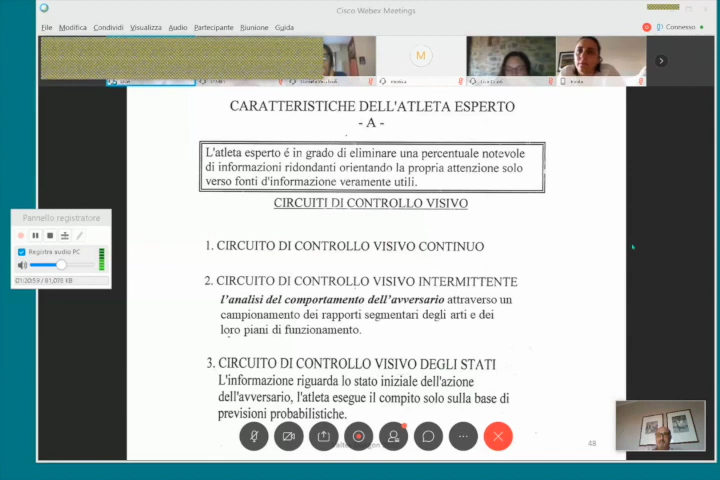 Cisco Webex Meetings
File Modifica Condividi Visualizza Audio Partecipante Riunione Guida
Connesso
M
CARATTERISTICHE DELL'ATLETA ESPERTO
- A -
L'atleta esperto é in grado di eliminare una percentuale notevole
di informazioni ridondanti orientando la propria attenzione solo
verso fonti d'informazione veramente utili.
CIRCUITI DI CONTROLLO VISIVO
Pannello registratore
Registra audio PC
1. CIRCUITO DI CONTROLLO VISIVO CONTINUO
2. CIRCUITO DI CONTROLLO VISIVO INTERMITTENTE
l'analisi del comportamento dell'avversario attraverso un
campionamento dei rapporti segmentari degli arti e dei
loro piani di funzionamento.
3. CIRCUITO DI CONTROLLO VISIVO DEGLI STATI
L'informazione riguarda lo stato iniziale dell'azione
dell'avversario, l'atleta esegue il compito solo sulla base di
previsioni probabilistiche.
48